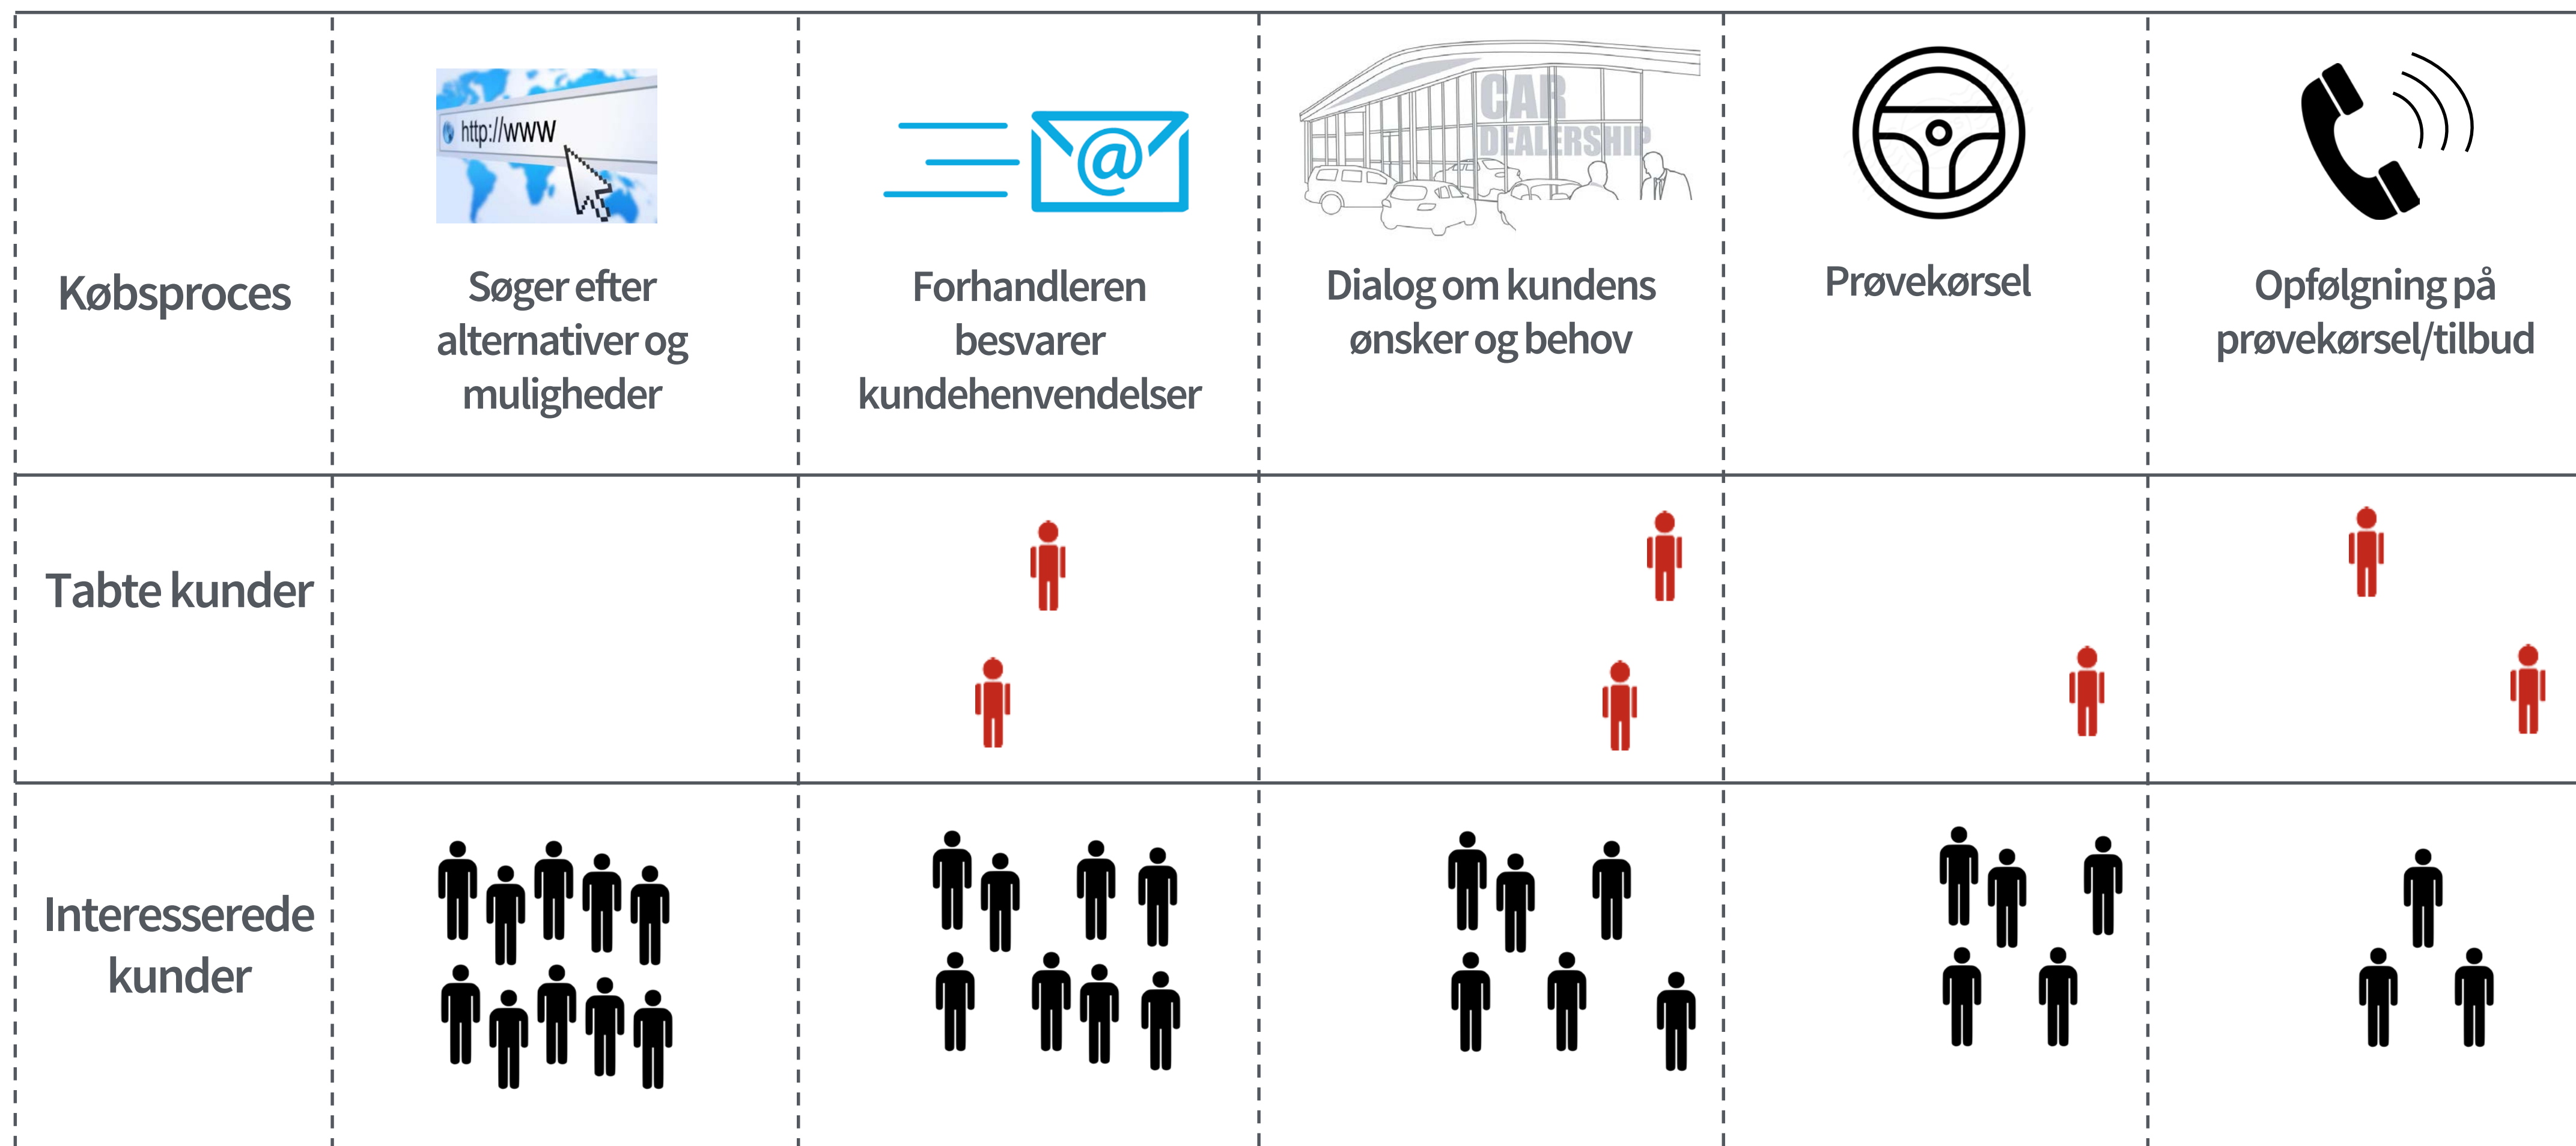 http://www
@
CAR
DEALERSHIP
Købsproces
Søger efter
alternativer og
muligheder
Forhandleren
besvarer
kundehenvendelser
Dialog om kundens
ønsker og behov
Prøvekørsel
Opfølgning på
prøvekørsel/tilbud
Tabte kunder
Interesserede
kunder